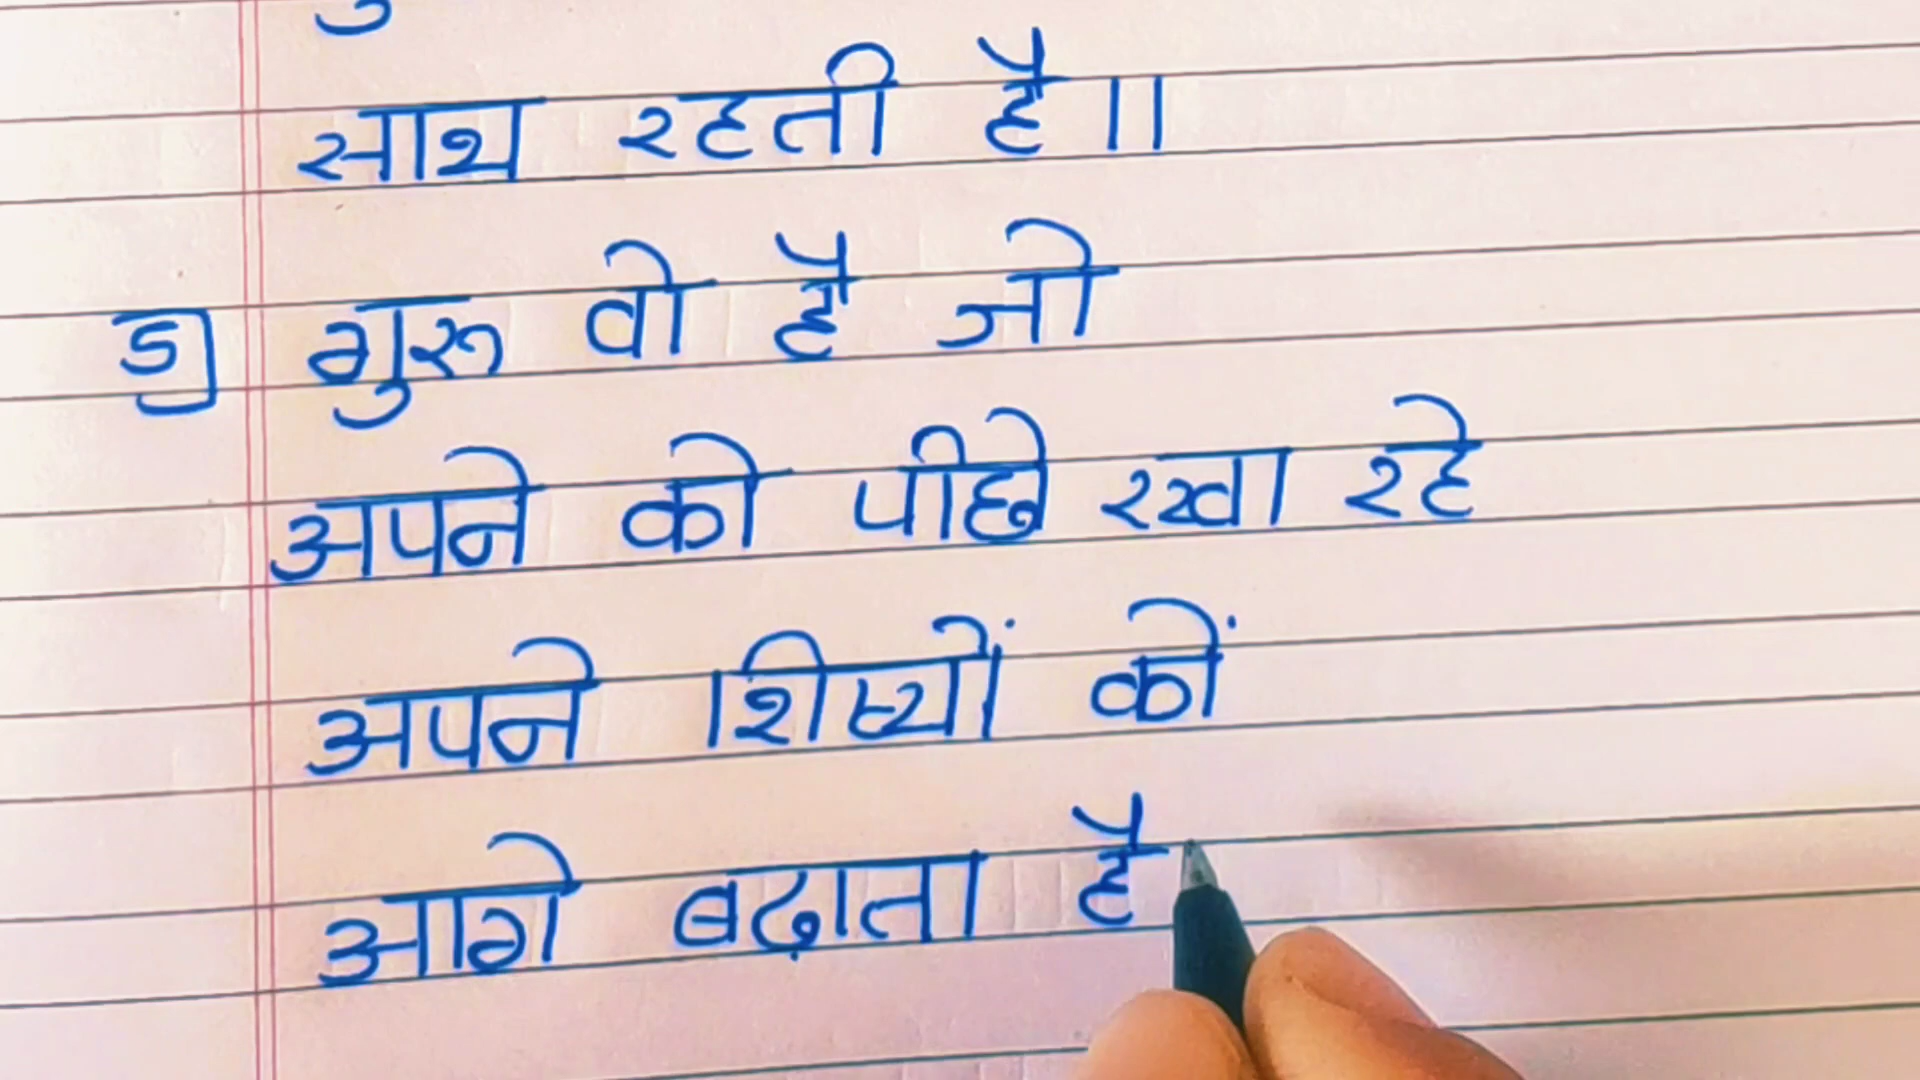 साथ रहती है।।
5] गुरू वो है जो
अपने को पीछे रखा रहे
अपने शिष्यों कों
आगे बढ़ाता है